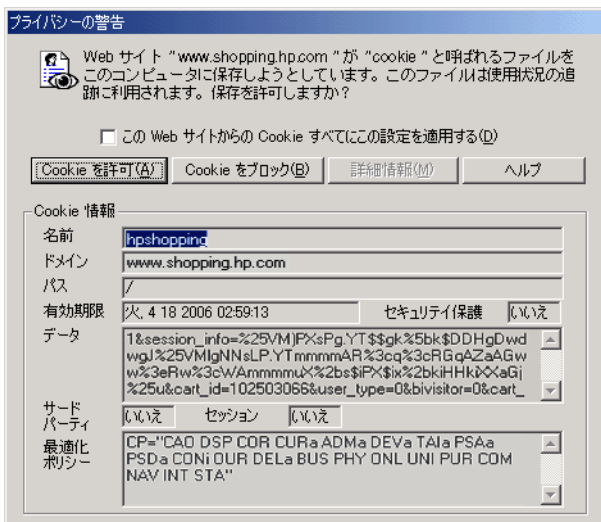 プライバシーの警告
Web サイト "www.shopping.hp.com" が "cookie" と呼ばれるファイルを
このコンピュータに保存しようとしています。このファイルは使用状況の追
跡に利用されます。保存を許可しますか?
この Web サイトからの Cookie すべてにこの設定を適用する(D)
Cookie を許可(A) Cookie をブロック(B) 詳細情報(M) ヘルプ
Cookie 情報
名前 hpshopping
ドメイン www.shopping.hp.com
パス /
有効期限 火, 4 18 2006 02:59:13 セキュリティ保護 いいえ
データ 1&session_info=%25VM)PXsPg.YT$$gk%5bk$DDHgDwd
wgJ%25VMIgNNsLP.YTmmmmAR%3cq%3cRGqAZaAGw
w%3eRw%3cWAmmmmuX%2bs$iPX$ix%2bkiHHkiXXaGj
%25u&cart_id=102503066&user_type=0&bivisitor=0&cart_
サード
パーティ いいえ セッション いいえ
最適化
ポリシー CP="CAO DSP COR CURa ADMa DEVa TAIa PSAa
PSDa CONi OUR DELa BUS PHY ONL UNI PUR COM
NAV INT STA"